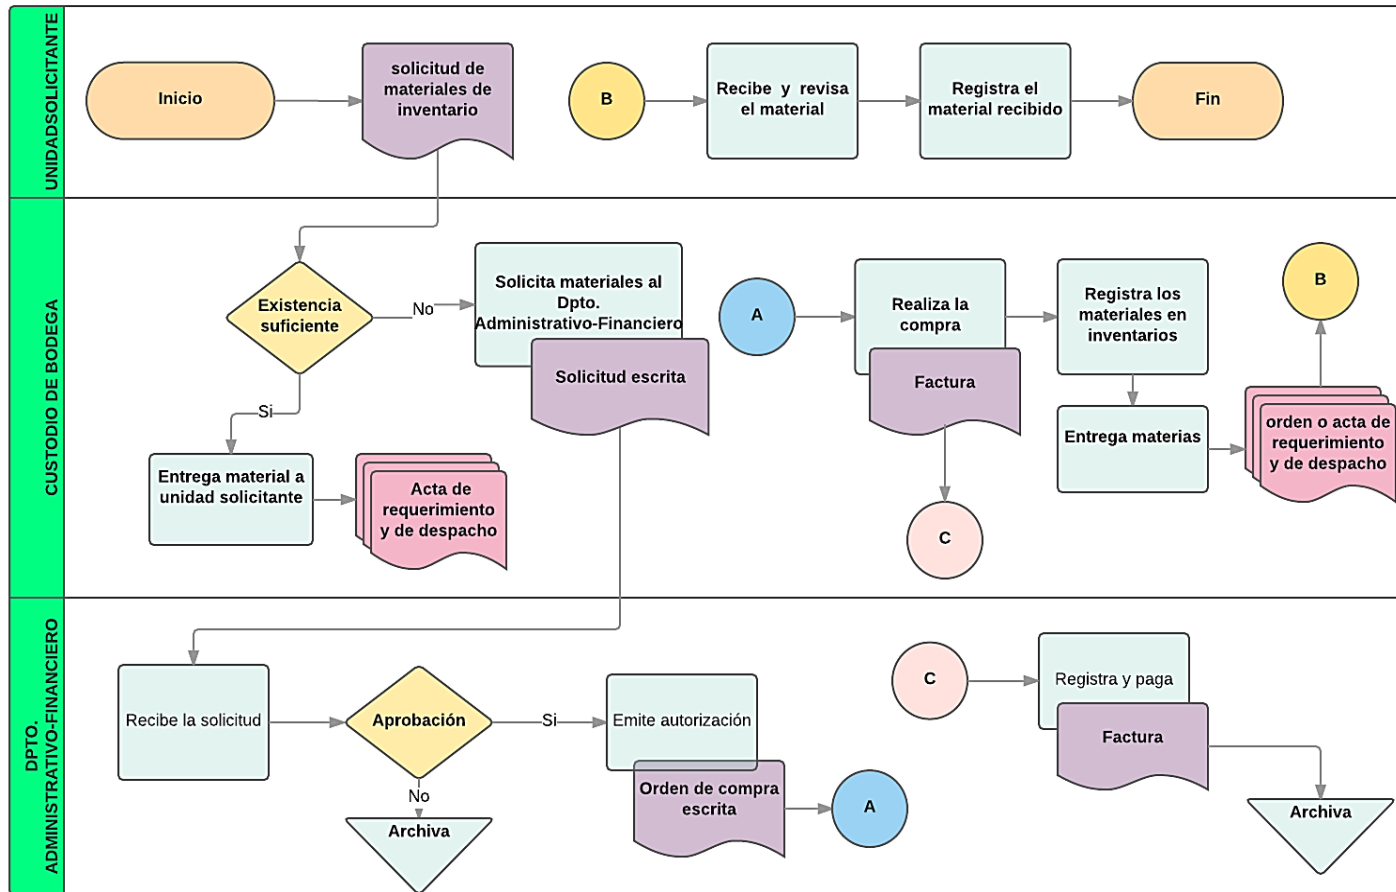 UNIDADSOLICITANTE
Inicio
solicitud de
materiales de
inventario
B
Recibe y revisa
el material
Registra el
material recibido
Fin
CUSTODIO DE BODEGA
Existencia
suficiente
No
Si
Solicita materiales al
Dpto.
Administrativo-Financiero
Solicitud escrita
Entrega material a
unidad solicitante
Acta de
requerimiento
y de despacho
A
Realiza la
compra
Factura
C
Registra los
materiales en
inventarios
Entrega materias
orden o acta de
requerimiento
y de despacho
B
DPTO.
ADMINISTRATIVO-FINANCIERO
Recibe la solicitud
Aprobación
No
Archiva
Si
Emite autorización
Orden de compra
escrita
A
C
Registra y paga
Factura
Archiva